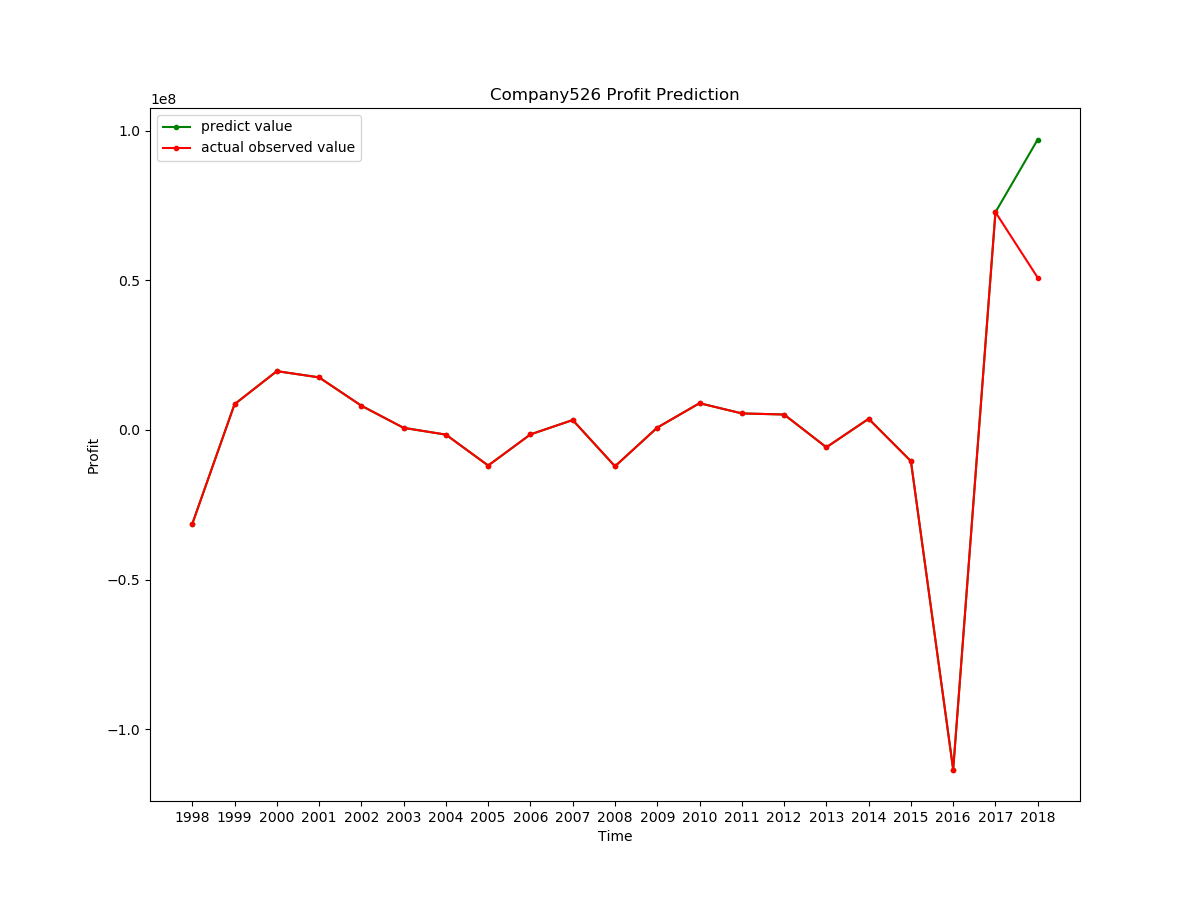 Company526 Profit Prediction
1e8
predict value
actual observed value
1.0
0.5
0.0
−0.5
−1.0
Profit
1998 1999 2000 2001 2002 2003 2004 2005 2006 2007 2008 2009 2010 2011 2012 2013 2014 2015 2016 2017 2018
Time